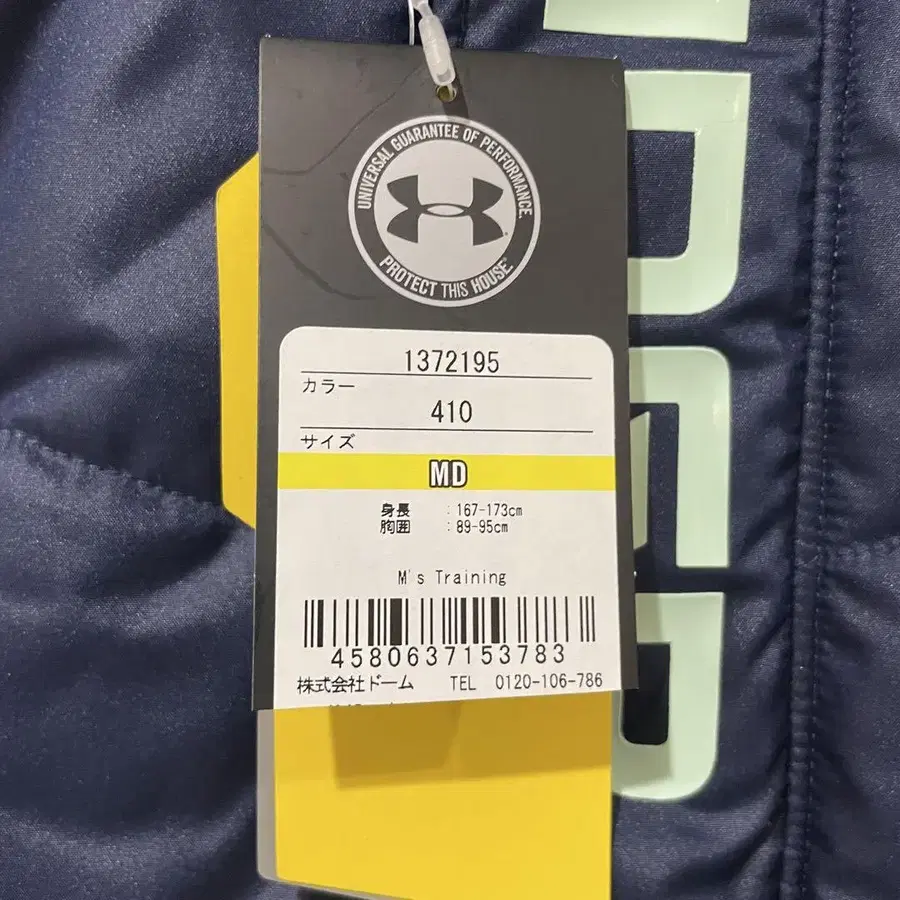 UNIVERSAL GUARANTEE OF PERFORMANCE.
PROTECT THIS HOUSE.
1372195
カラー
410
サイズ
MD
身長 : 167-173cm
胸囲 : 89-95cm
M's Training
4580637153783
株式会社ドーム TEL 0120-106-786